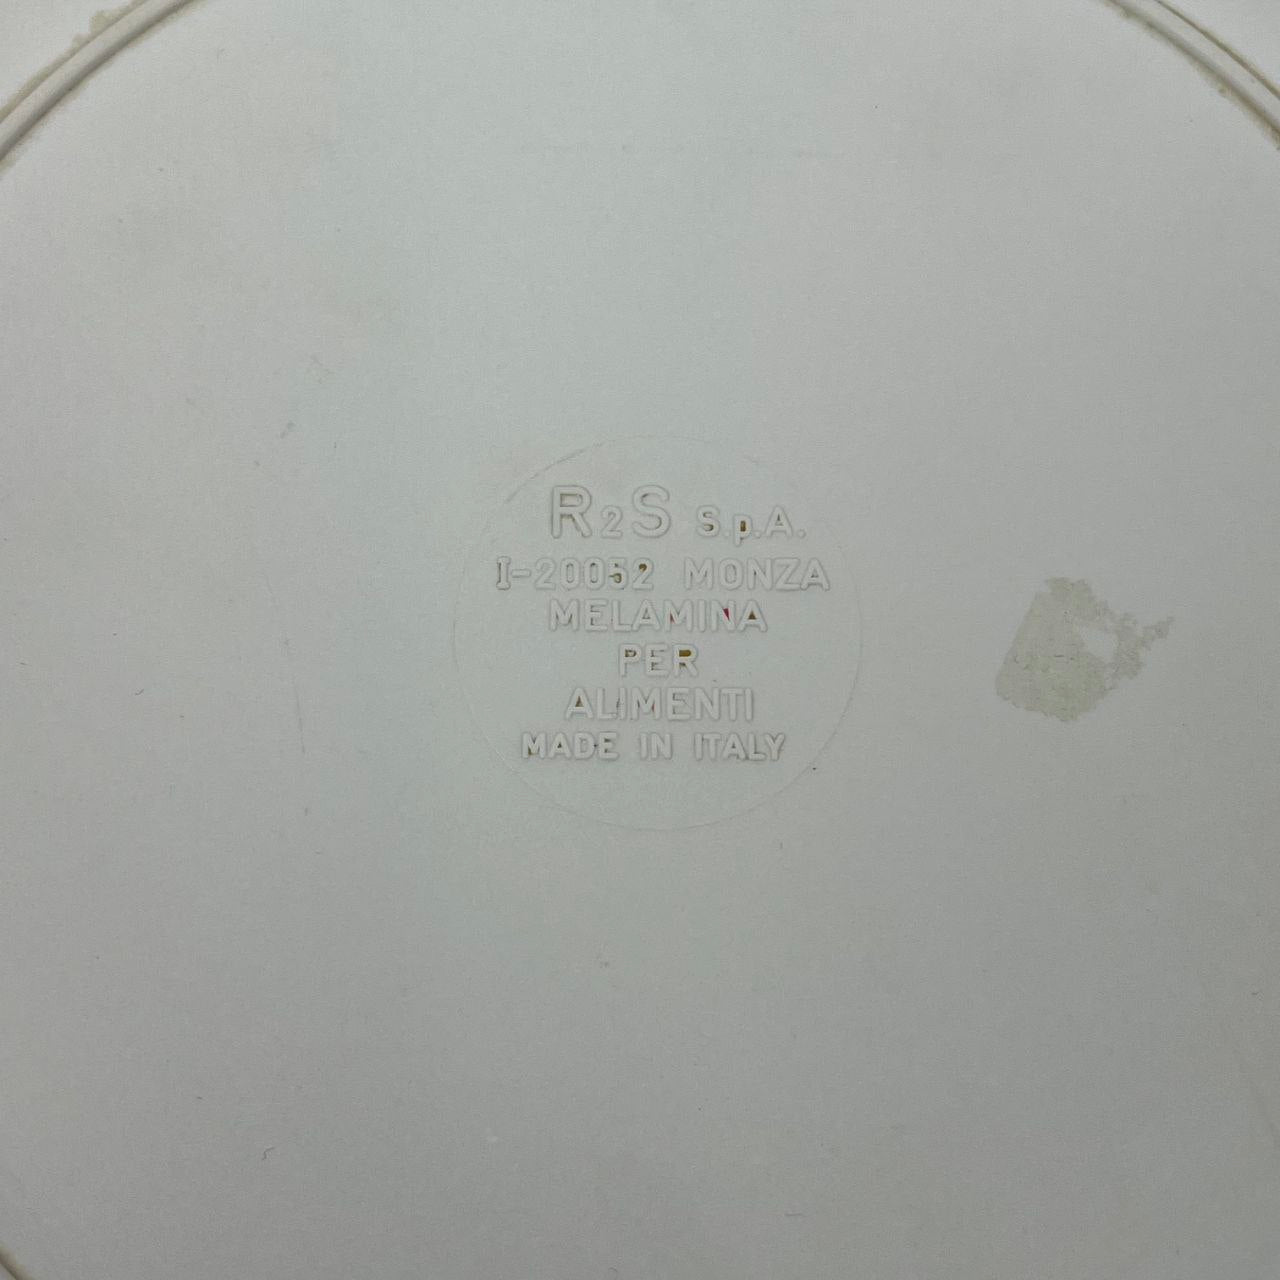 R2S S.p.A.
I-20052 MONZA
MELAMINA
PER
ALIMENTI
MADE IN ITALY